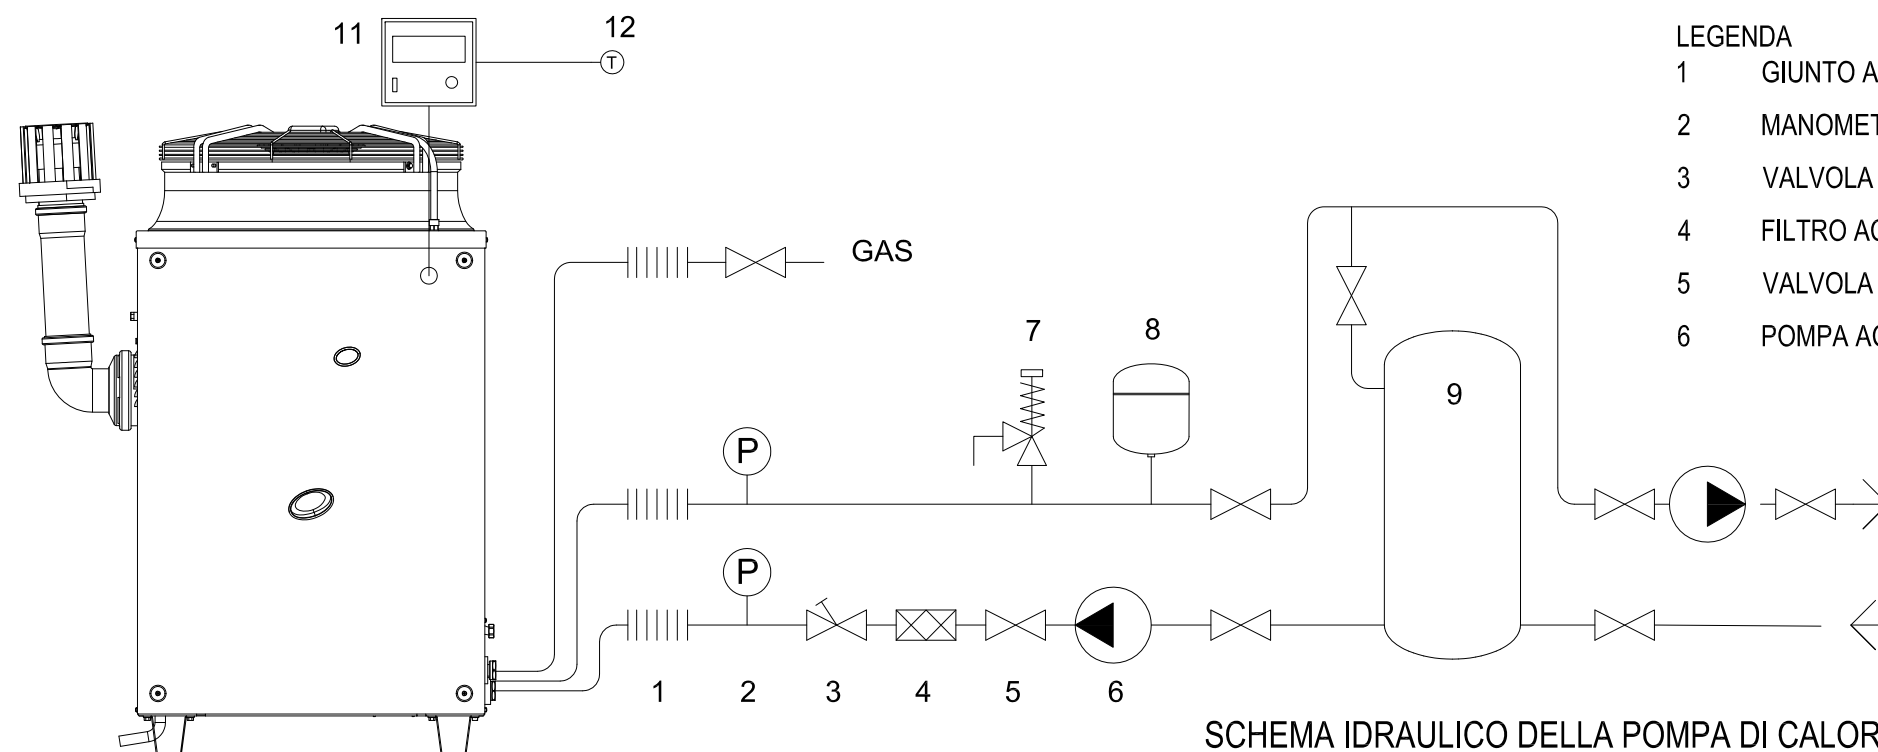 11
12
T
LEGENDA
1 GIUNTO A
2 MANOMET
3 VALVOLA
4 FILTRO AC
5 VALVOLA
6 POMPA AC
GAS
7
8
9
P
P
1 2 3 4 5 6
SCHEMA IDRAULICO DELLA POMPA DI CALOR